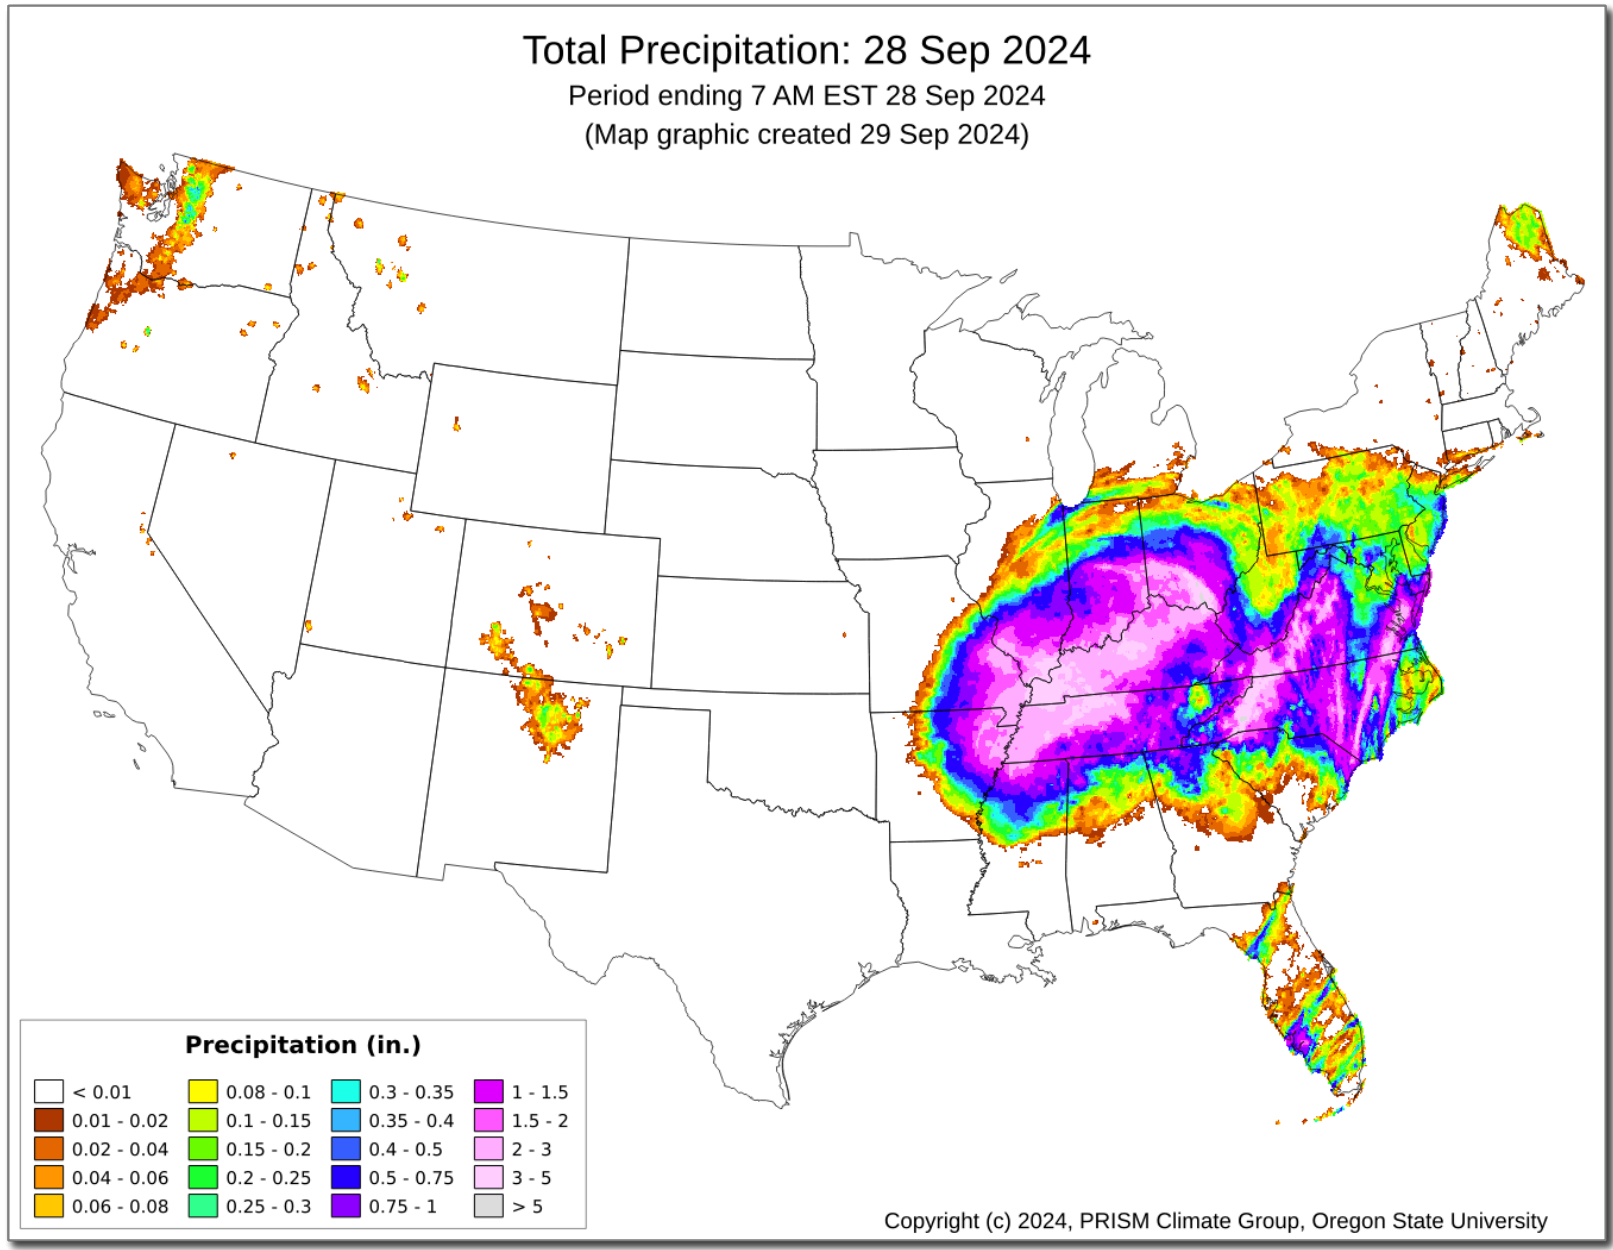 Total Precipitation: 28 Sep 2024
Period ending 7 AM EST 28 Sep 2024
(Map graphic created 29 Sep 2024)
Precipitation (in.)
< 0.01
0.01 - 0.02
0.02 - 0.04
0.04 - 0.06
0.06 - 0.08
0.08 - 0.1
0.1 - 0.15
0.15 - 0.2
0.2 - 0.25
0.25 - 0.3
0.3 - 0.35
0.35 - 0.4
0.4 - 0.5
0.5 - 0.75
0.75 - 1
1 - 1.5
1.5 - 2
2 - 3
3 - 5
> 5
Copyright (c) 2024, PRISM Climate Group, Oregon State University